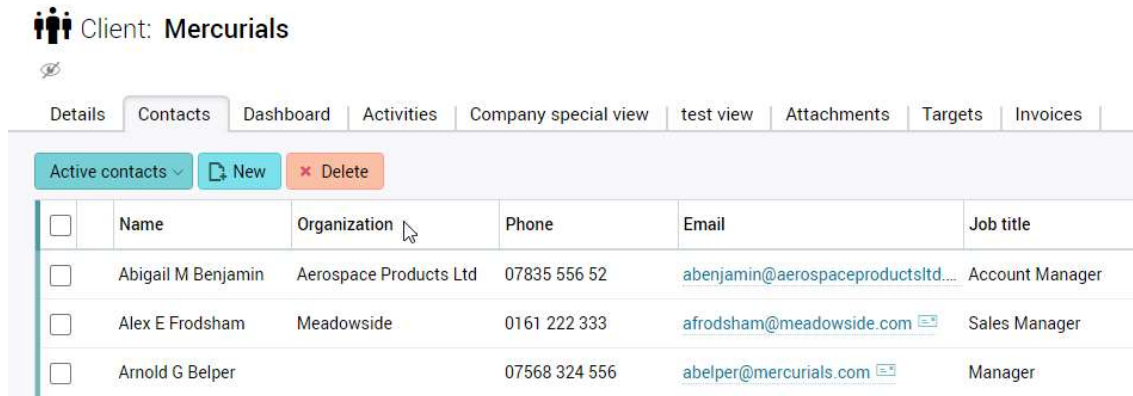 Client: Mercurials
Details Contacts Dashboard Activities Company special view test view Attachments Targets Invoices
Active contacts New Delete
Name Organization Phone Email Job title
Abigail M Benjamin Aerospace Products Ltd 07835 556 52 abenjamin@aerospaceproductsltd.... Account Manager
Alex E Frodsham Meadowside 0161 222 333 afrodsham@meadowside.com Sales Manager
Arnold G Belper 07568 324 556 abelper@mercurials.com Manager